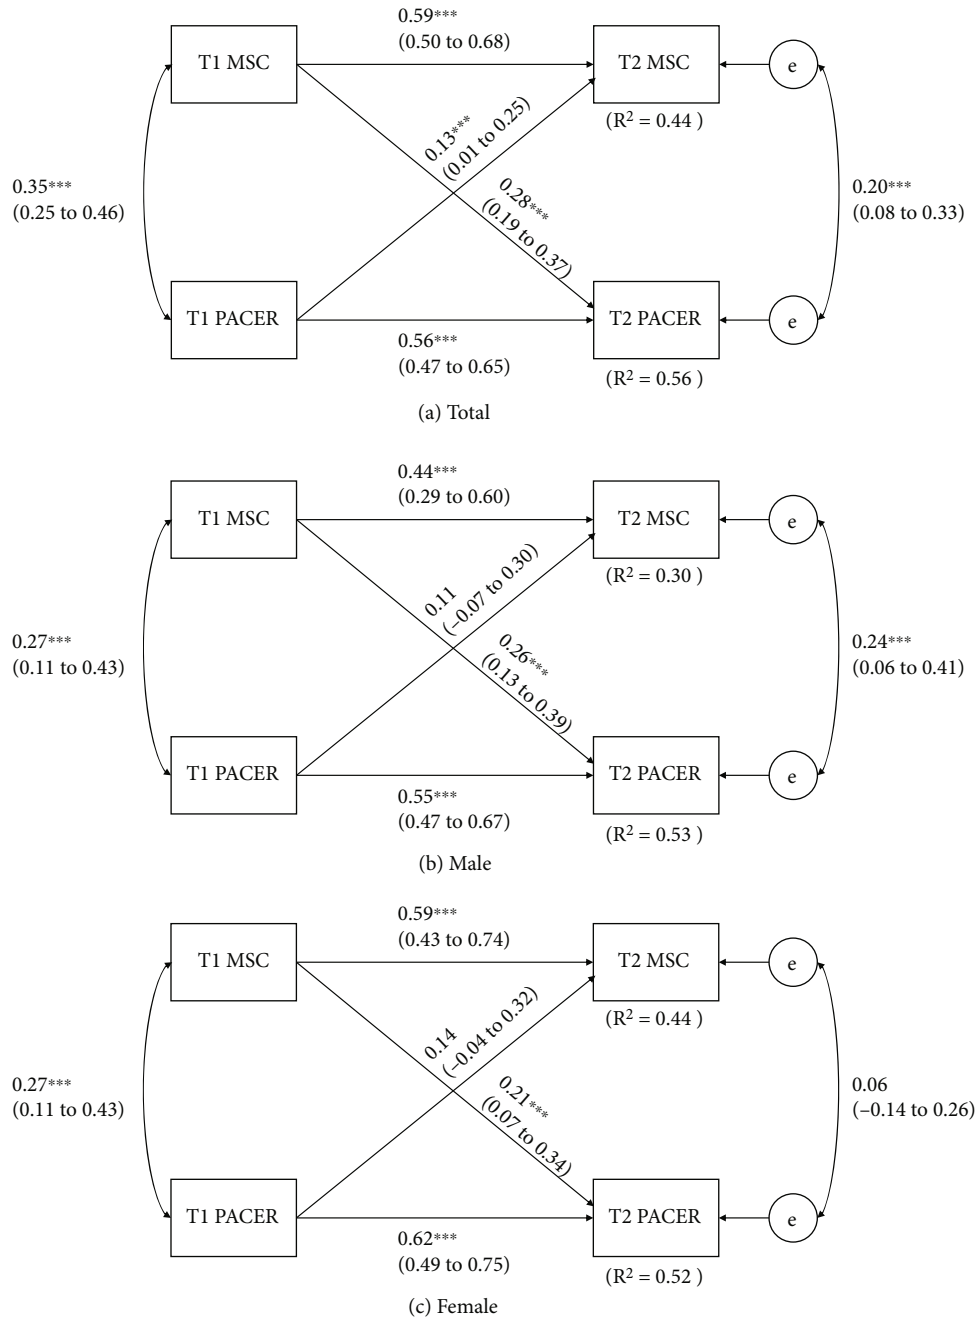 0.59***
(0.50 to 0.68)
T1 MSC
T2 MSC
e
(R² = 0.44 )
0.13***
(0.01 to 0.25)
0.28***
(0.19 to 0.37)
0.35***
(0.25 to 0.46)
0.20***
(0.08 to 0.33)
T1 PACER
T2 PACER
e
0.56***
(0.47 to 0.65)
(R² = 0.56 )
(a) Total
0.44***
(0.29 to 0.60)
T1 MSC
T2 MSC
e
(R² = 0.30 )
0.11
(–0.07 to 0.30)
0.26***
(0.13 to 0.39)
0.27***
(0.11 to 0.43)
0.24***
(0.06 to 0.41)
T1 PACER
T2 PACER
e
0.55***
(0.47 to 0.67)
(R² = 0.53 )
(b) Male
0.59***
(0.43 to 0.74)
T1 MSC
T2 MSC
e
(R² = 0.44 )
0.14
(–0.04 to 0.32)
0.21***
(0.07 to 0.34)
0.27***
(0.11 to 0.43)
0.06
(–0.14 to 0.26)
T1 PACER
T2 PACER
e
0.62***
(0.49 to 0.75)
(R² = 0.52 )
(c) Female